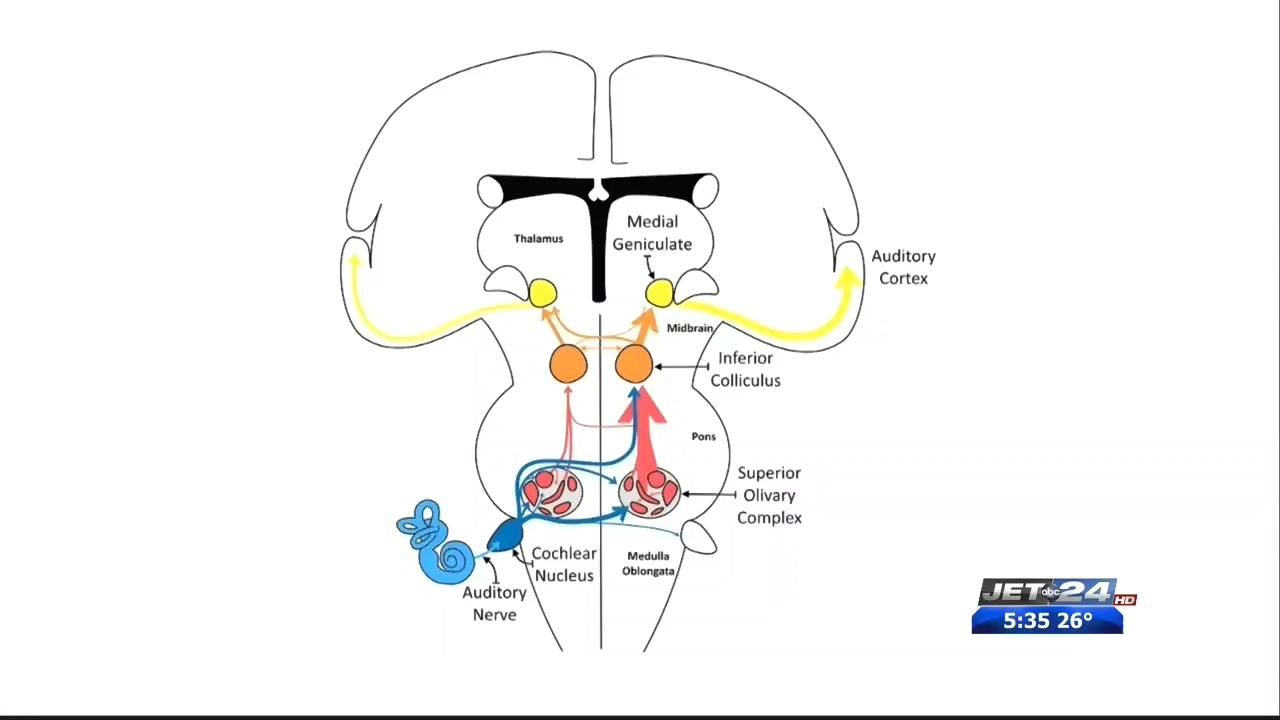 Thalamus
Medial
Geniculate
Auditory
Cortex
Midbrain
Inferior
Colliculus
Pons
Superior
Olivary
Complex
Cochlear
Nucleus
Medulla
Oblongata
Auditory
Nerve
JET abc 24 HD
5:35 26°